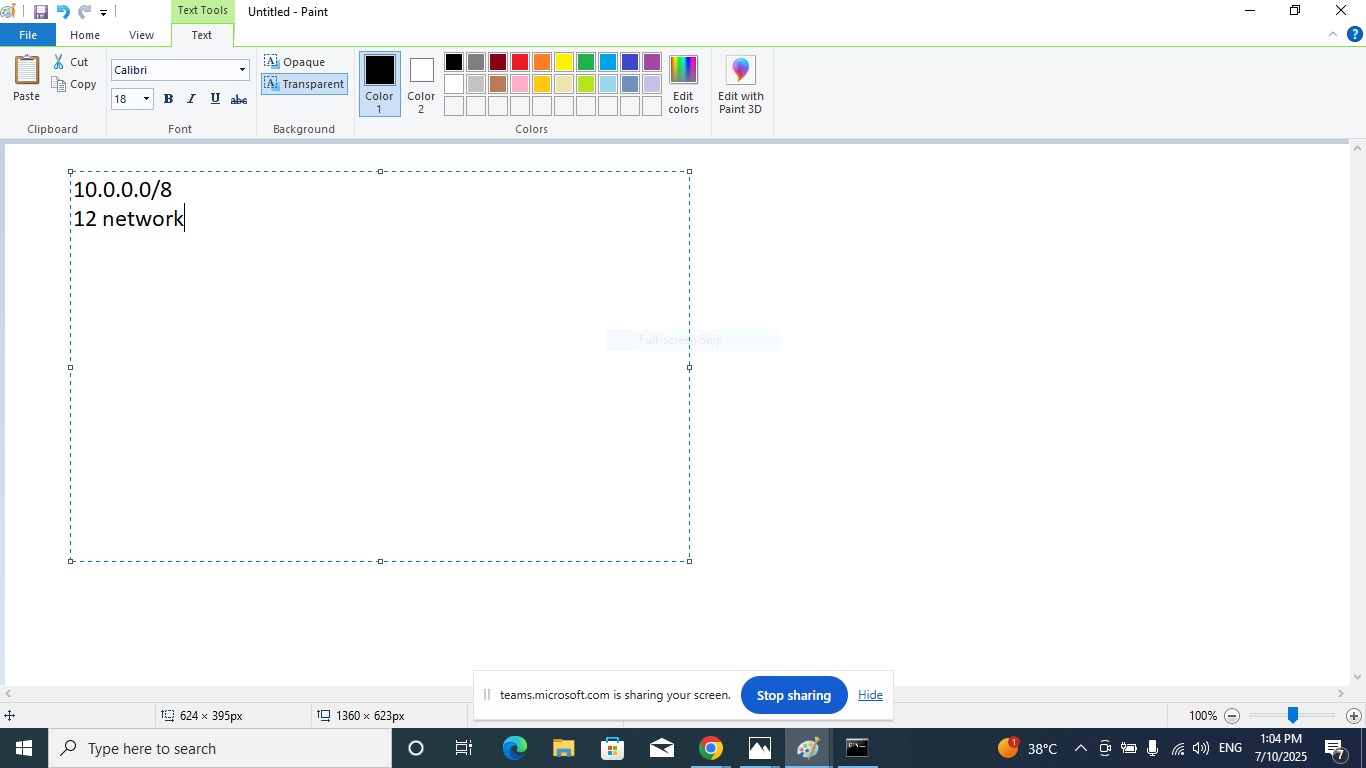 Text Tools
Untitled - Paint
File
Home
View
Text
Paste
Cut
Copy
Clipboard
Calibri
18
B I U abc
Font
A Opaque
A Transparent
Background
Color 1
Color 2
Edit colors
Colors
Edit with Paint 3D
10.0.0.0/8
12 network
Full-screen Snip
teams.microsoft.com is sharing your screen.
Stop sharing
Hide
624 × 395px
1360 × 623px
100%
Type here to search
1
38°C
ENG
1:04 PM
7/10/2025
7